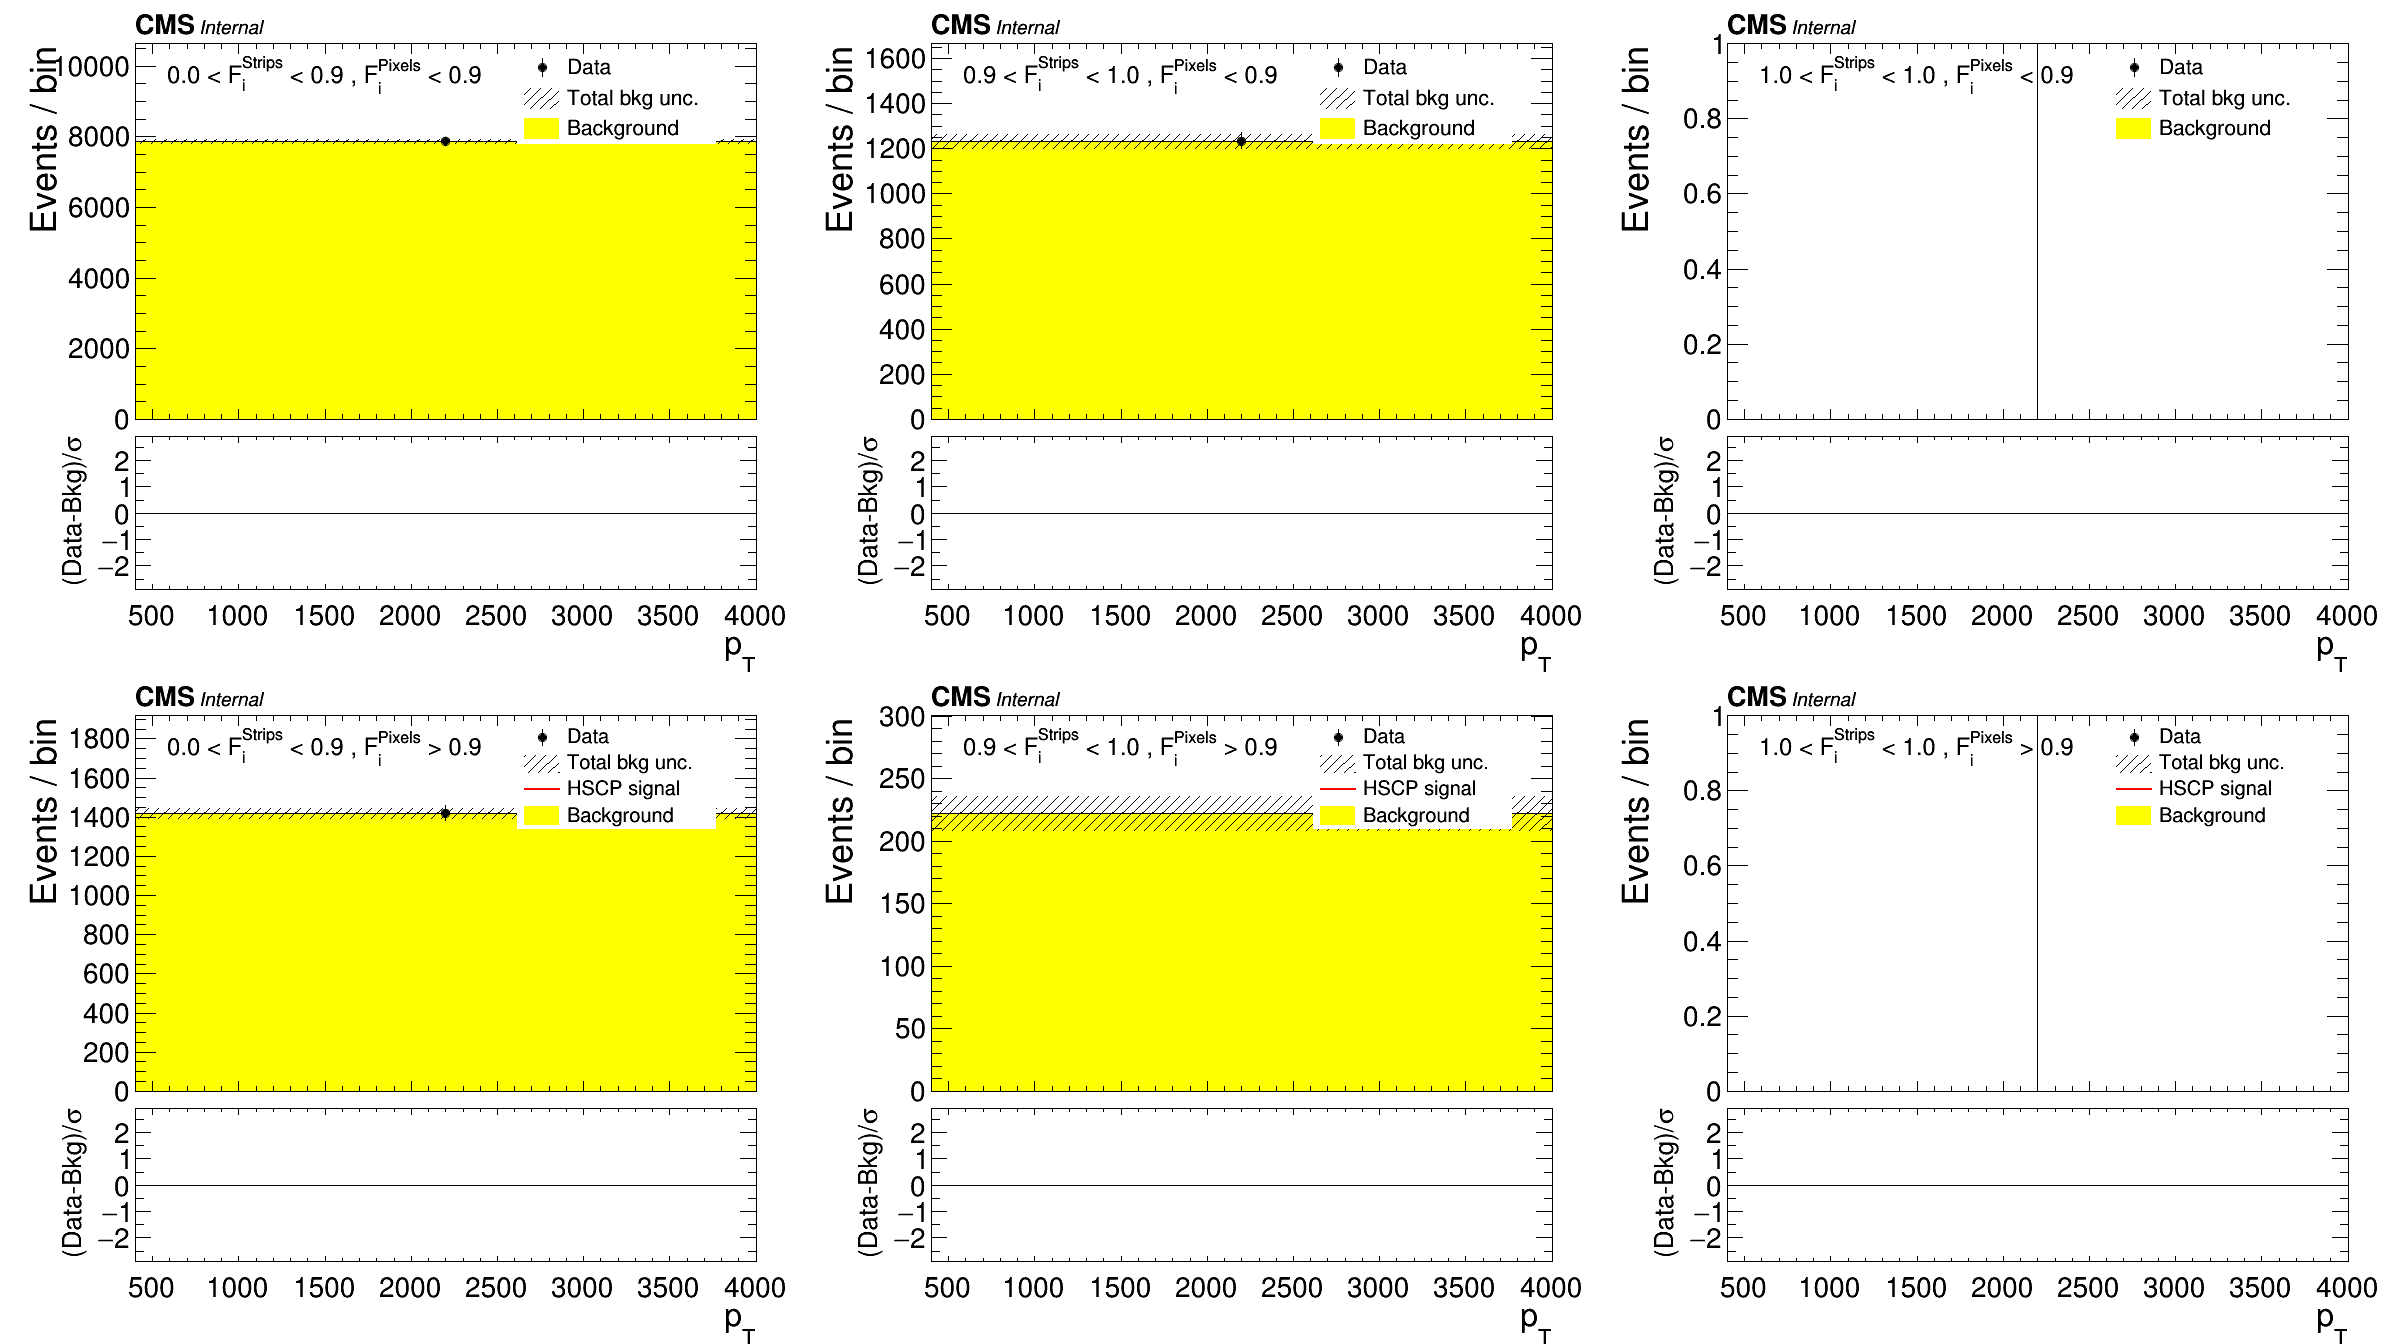 CMS Internal
Events / bin
10000
8000
6000
4000
2000
0
0.0 < F_i^Strips < 0.9 , F_i^Pixels < 0.9
Data
Total bkg unc.
Background
(Data-Bkg)/σ
2
1
0
−1
−2
500 1000 1500 2000 2500 3000 3500 4000
p_T
CMS Internal
Events / bin
1600
1400
1200
1000
800
600
400
200
0
0.9 < F_i^Strips < 1.0 , F_i^Pixels < 0.9
Data
Total bkg unc.
Background
(Data-Bkg)/σ
2
1
0
−1
−2
500 1000 1500 2000 2500 3000 3500 4000
p_T
CMS Internal
Events / bin
1
0.8
0.6
0.4
0.2
0
1.0 < F_i^Strips < 1.0 , F_i^Pixels < 0.9
Data
Total bkg unc.
Background
(Data-Bkg)/σ
2
1
0
−1
−2
500 1000 1500 2000 2500 3000 3500 4000
p_T
CMS Internal
Events / bin
1800
1600
1400
1200
1000
800
600
400
200
0
0.0 < F_i^Strips < 0.9 , F_i^Pixels > 0.9
Data
Total bkg unc.
HSCP signal
Background
(Data-Bkg)/σ
2
1
0
−1
−2
500 1000 1500 2000 2500 3000 3500 4000
p_T
CMS Internal
Events / bin
300
250
200
150
100
50
0
0.9 < F_i^Strips < 1.0 , F_i^Pixels > 0.9
Data
Total bkg unc.
HSCP signal
Background
(Data-Bkg)/σ
2
1
0
−1
−2
500 1000 1500 2000 2500 3000 3500 4000
p_T
CMS Internal
Events / bin
1
0.8
0.6
0.4
0.2
0
1.0 < F_i^Strips < 1.0 , F_i^Pixels > 0.9
Data
Total bkg unc.
HSCP signal
Background
(Data-Bkg)/σ
2
1
0
−1
−2
500 1000 1500 2000 2500 3000 3500 4000
p_T